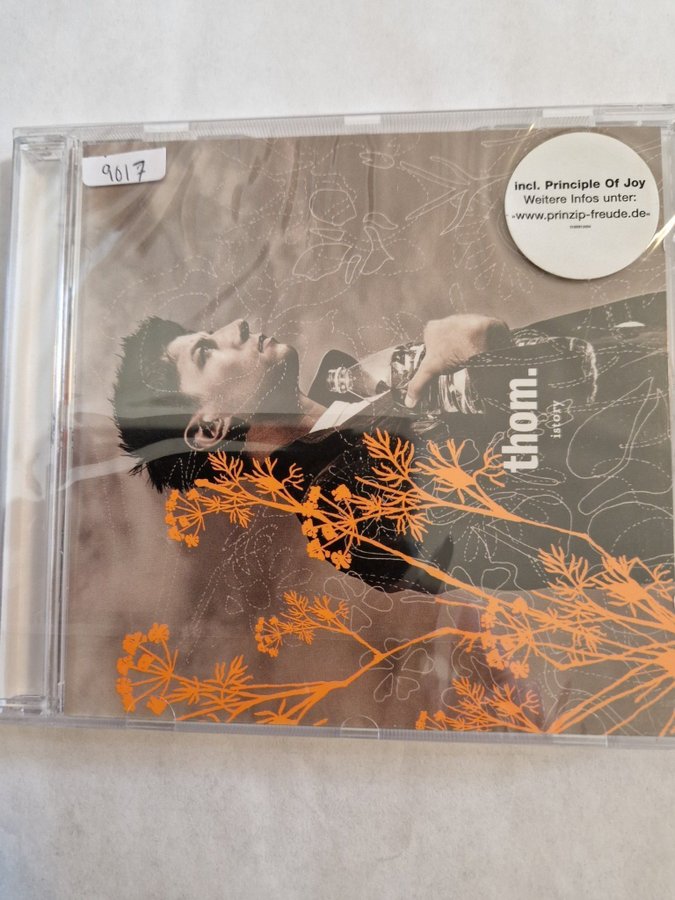 9017
incl. Principle Of Joy
Weitere Infos unter:
»www.prinzip-freude.de«
thom.
istory